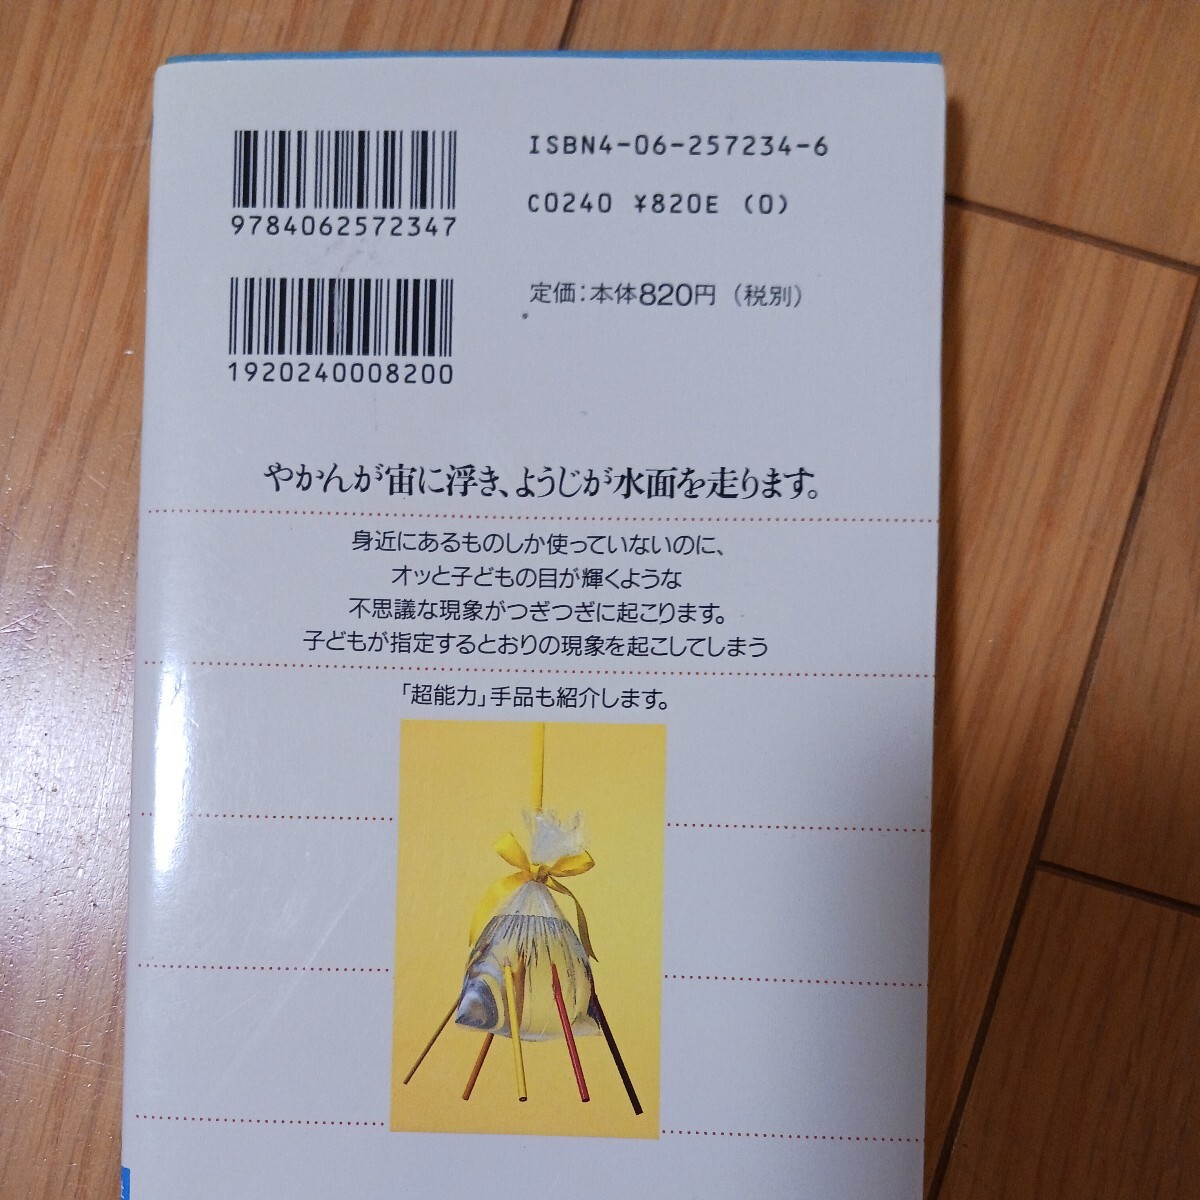 ISBN4-06-257234-6
C0240 ¥820E (0)
9784062572347
定価：本体820円（税別）
1920240008200
やかんが宙に浮き、ようじが水面を走ります。
身近にあるものしか使っていないのに、
オッと子どもの目が輝くような
不思議な現象がつぎつぎに起こります。
子どもが指定するとおりの現象を起こしてしまう
「超能力」手品も紹介します。